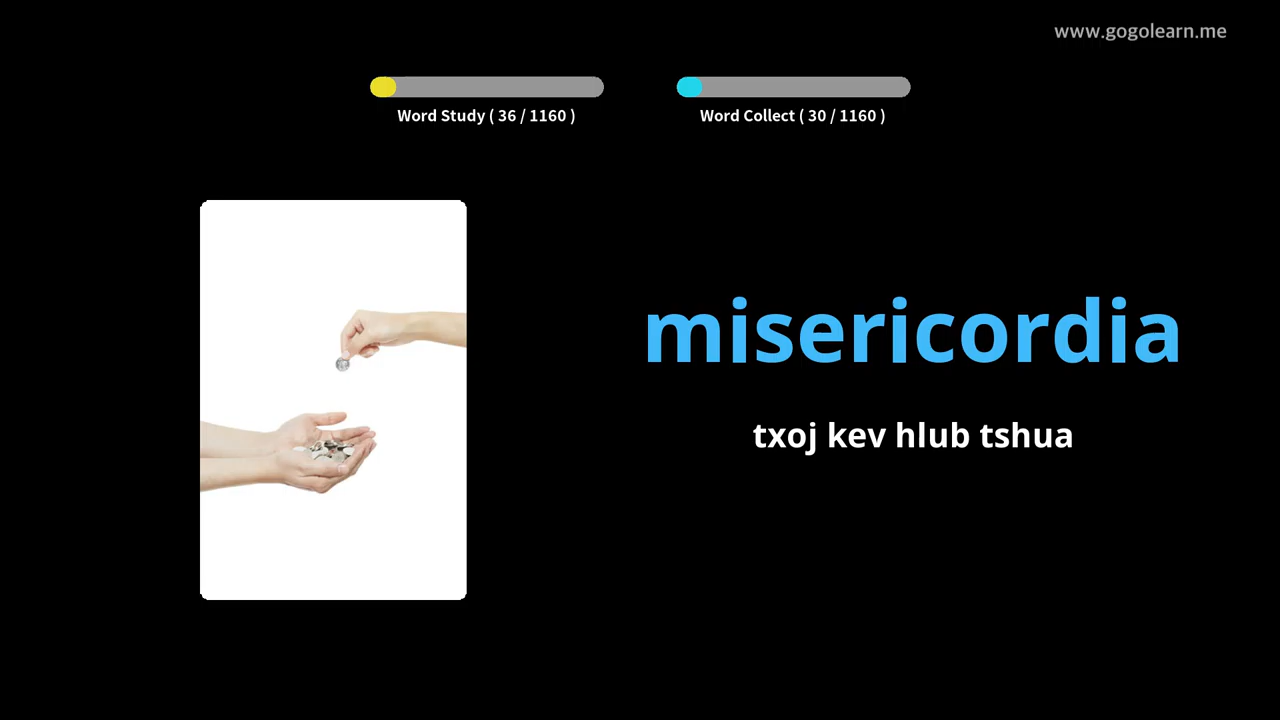 www.gogolearn.me
Word Study ( 36 / 1160 )
Word Collect ( 30 / 1160 )
misericordia
txoj kev hlub tshua